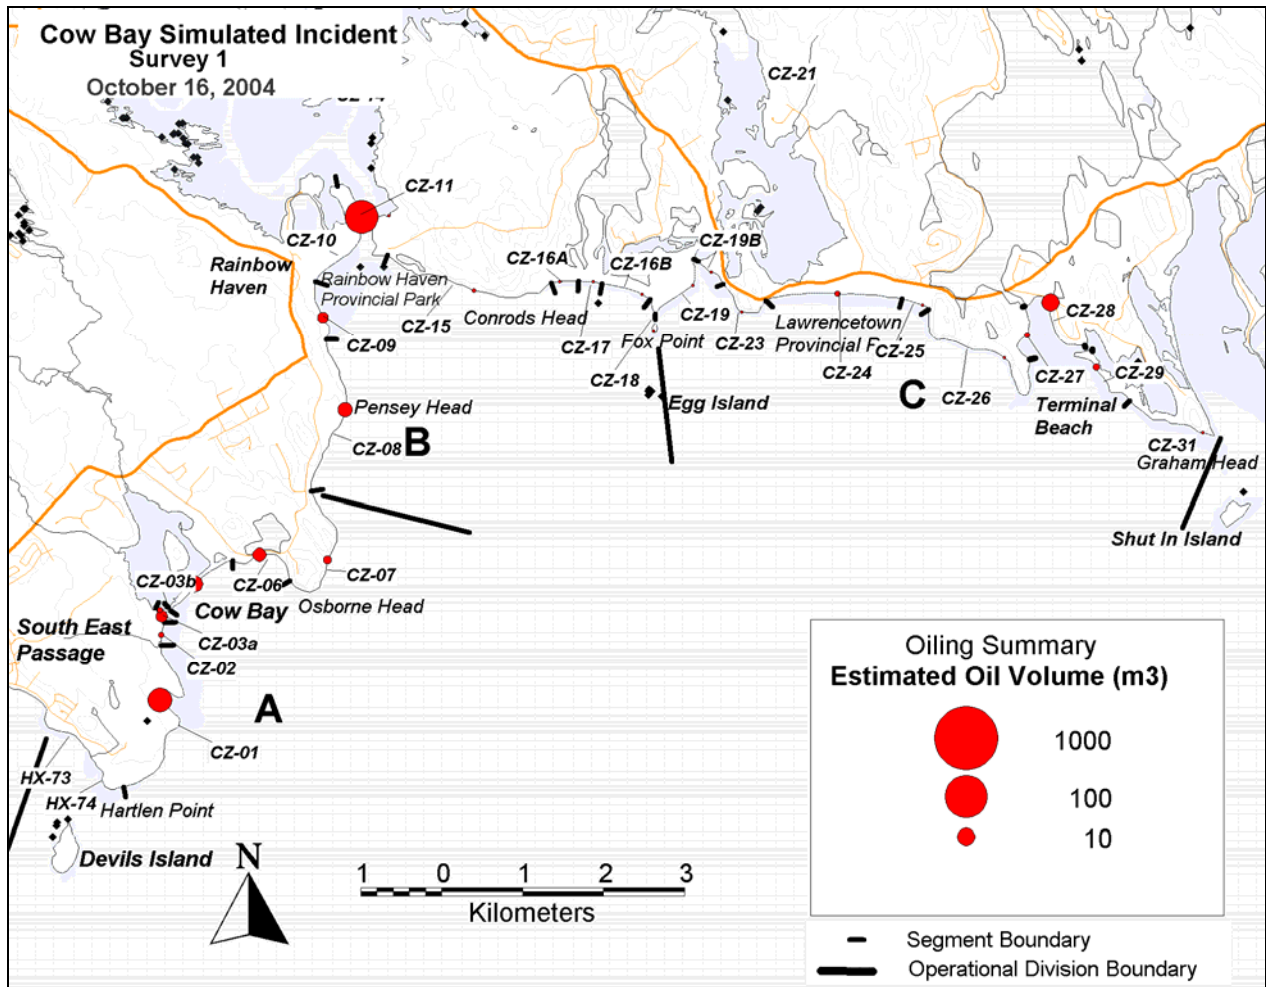 Cow Bay Simulated Incident
Survey 1
October 16, 2004
CZ-21
CZ-11
CZ-10
CZ-19B
CZ-16A
CZ-16B
Rainbow
Haven
Rainbow Haven
Provincial Park
CZ-15
Conrods Head
CZ-19
CZ-28
CZ-09
CZ-17
Fox Point
CZ-23
Lawrencetown
Provincial P
CZ-25
CZ-18
CZ-24
CZ-27
CZ-29
Pensey Head
Egg Island
C
CZ-26
Terminal
Beach
CZ-08
B
CZ-31
Graham Head
Shut In Island
CZ-03b
CZ-06
CZ-07
Cow Bay
Osborne Head
South East
Passage
CZ-03a
CZ-02
A
CZ-01
HX-73
HX-74
Hartlen Point
Devils Island
N
1 0 1 2 3
Kilometers
Oiling Summary
Estimated Oil Volume (m3)
1000
100
10
Segment Boundary
Operational Division Boundary